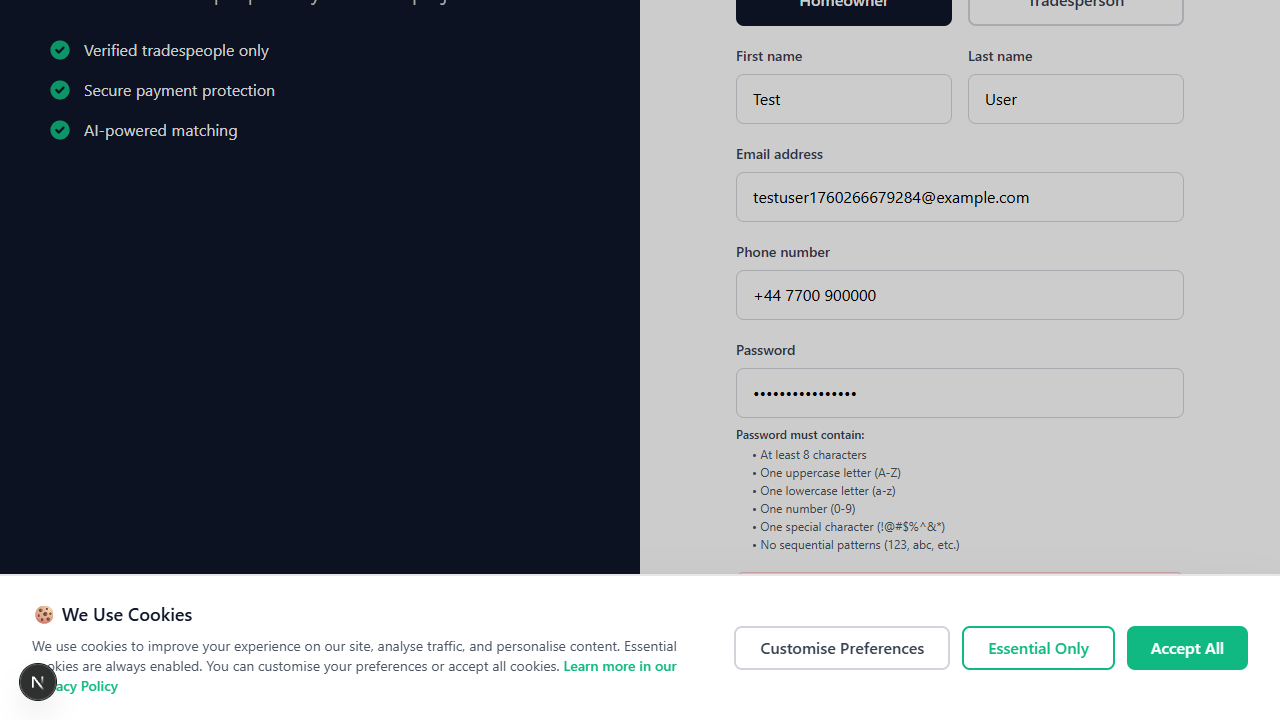 Homeowner
Tradesperson
Verified tradespeople only
Secure payment protection
AI-powered matching
First name
Last name
Test
User
Email address
testuser1760266679284@example.com
Phone number
+44 7700 900000
Password
••••••••••••••••
Password must contain:
• At least 8 characters
• One uppercase letter (A-Z)
• One lowercase letter (a-z)
• One number (0-9)
• One special character (!@#$%^&*)
• No sequential patterns (123, abc, etc.)
🍪 We Use Cookies
We use cookies to improve your experience on our site, analyse traffic, and personalise content. Essential
okies are always enabled. You can customise your preferences or accept all cookies. Learn more in our
acy Policy
Customise Preferences
Essential Only
Accept All
N